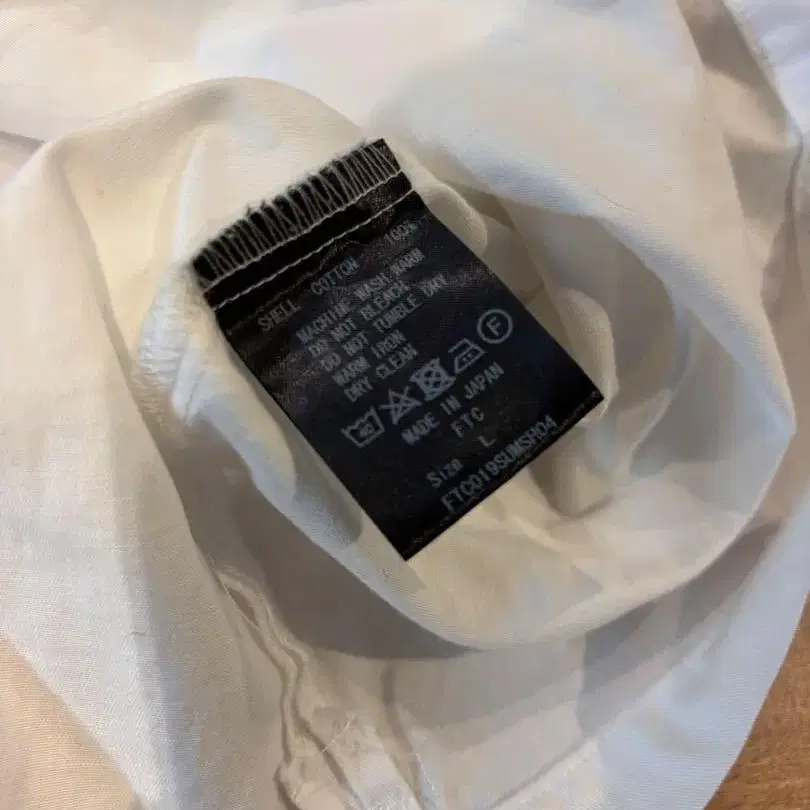 SHELL COTTON 100%
MACHINE WASH WARM
DO NOT BLEACH
DO NOT TUMBLE DRY
WARM IRON
DRY CLEAN
40 F
MADE IN JAPAN
FTC
SIZE L
FTC019SUMSH04